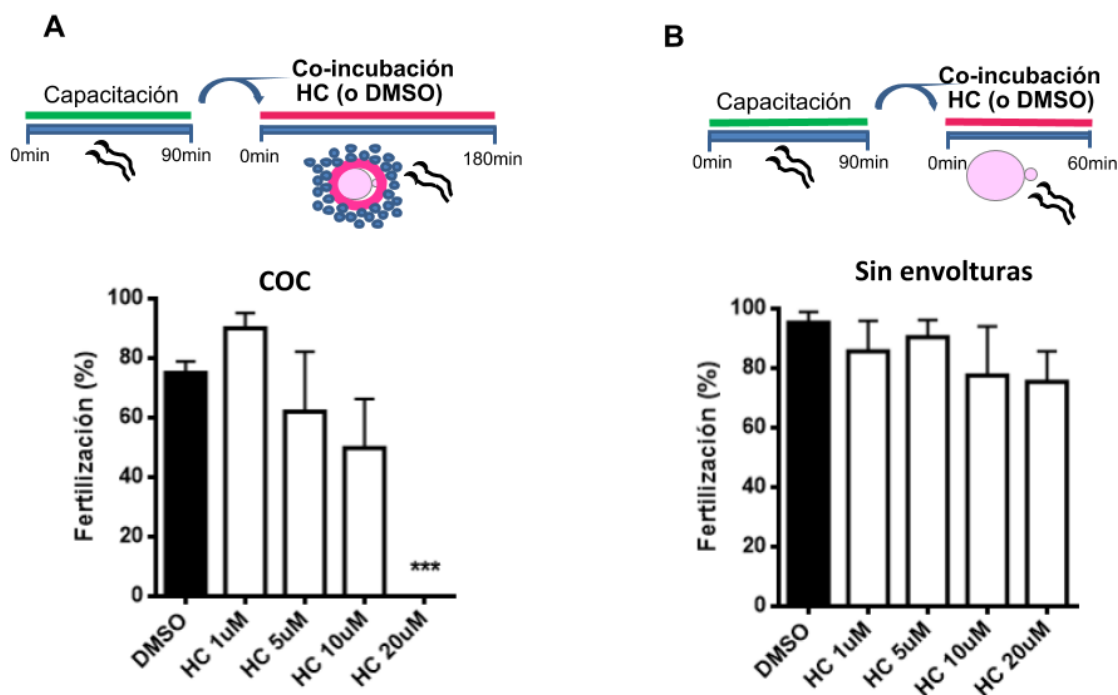 A
Co-incubación
HC (o DMSO)
Capacitación
0min
90min
0min
180min
COC
Fertilización (%)
100
80
60
40
20
0
***
DMSO
HC 1uM
HC 5uM
HC 10uM
HC 20uM
B
Co-incubación
HC (o DMSO)
Capacitación
0min
90min
0min
60min
Sin envolturas
Fertilización (%)
100
80
60
40
20
0
DMSO
HC 1uM
HC 5uM
HC 10uM
HC 20uM